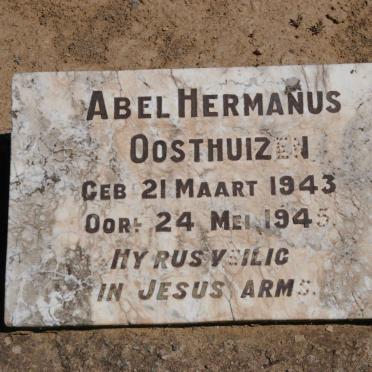 ABEL HERMANUS
OOSTHUIZEN
GEB 21 MAART 1943
OORL 24 MEI 1945
HY RUS VEILIG
IN JESUS ARMS.